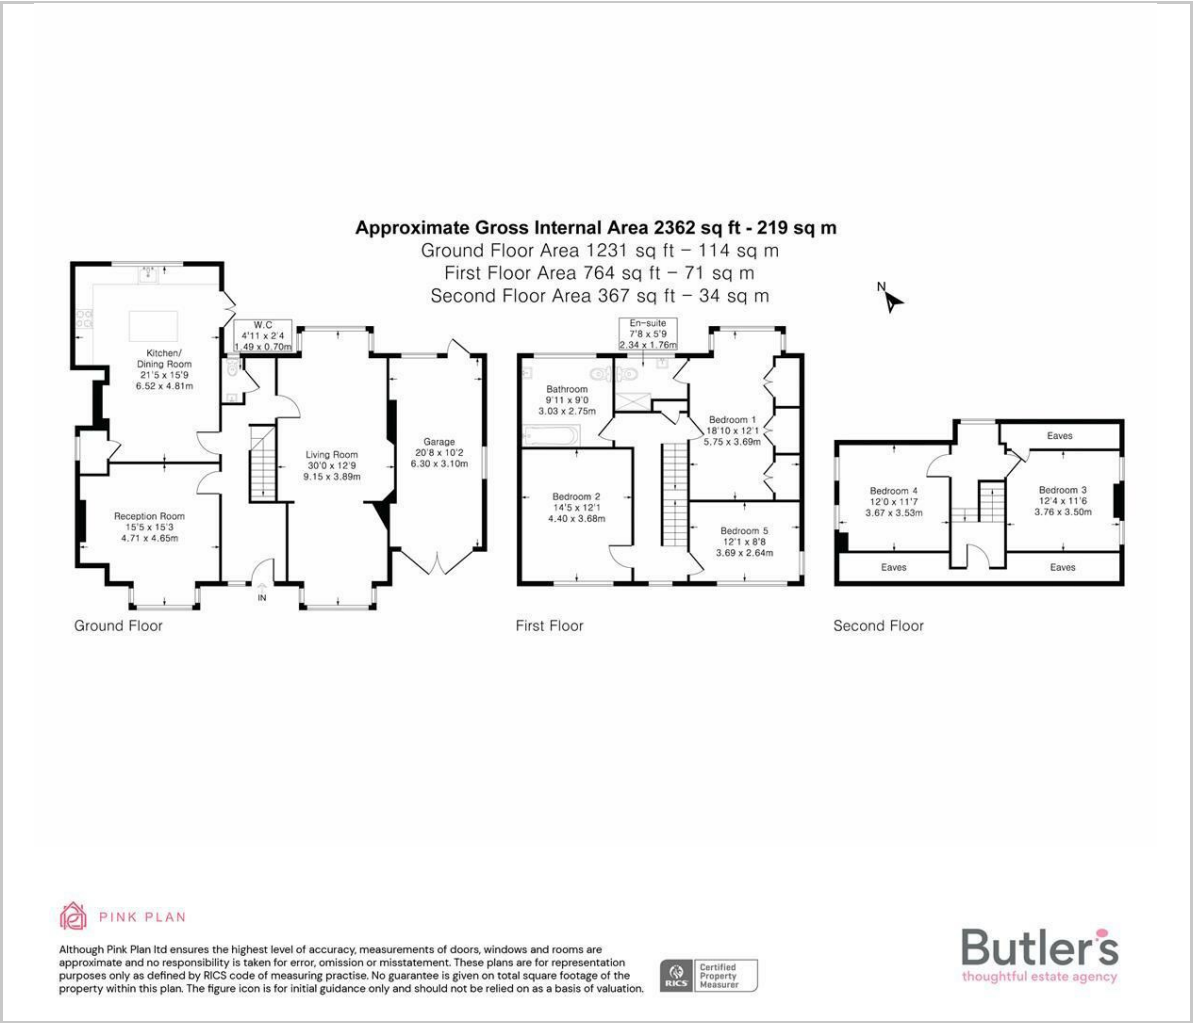 Approximate Gross Internal Area 2362 sq ft - 219 sq m
Ground Floor Area 1231 sq ft – 114 sq m
First Floor Area 764 sq ft – 71 sq m
Second Floor Area 367 sq ft – 34 sq m
N
Kitchen/
Dining Room
21'5 x 15'9
6.52 x 4.81m
W.C
4'11 x 2'4
1.49 x 0.70m
Living Room
30'0 x 12'9
9.15 x 3.89m
Garage
20'8 x 10'2
6.30 x 3.10m
Reception Room
15'5 x 15'3
4.71 x 4.65m
IN
Ground Floor
En-suite
7'8 x 5'9
2.34 x 1.76m
Bathroom
9'11 x 9'0
3.03 x 2.75m
Bedroom 1
18'10 x 12'1
5.75 x 3.69m
Bedroom 2
14'5 x 12'1
4.40 x 3.68m
Bedroom 5
12'1 x 8'8
3.69 x 2.64m
First Floor
Eaves
Bedroom 4
12'0 x 11'7
3.67 x 3.53m
Bedroom 3
12'4 x 11'6
3.76 x 3.50m
Eaves
Eaves
Second Floor
PINK PLAN
Although Pink Plan ltd ensures the highest level of accuracy, measurements of doors, windows and rooms are
approximate and no responsibility is taken for error, omission or misstatement. These plans are for representation
purposes only as defined by RICS code of measuring practise. No guarantee is given on total square footage of the
property within this plan. The figure icon is for initial guidance only and should not be relied on as a basis of valuation.
RICS
Certified
Property
Measurer
Butler's
thoughtful estate agency